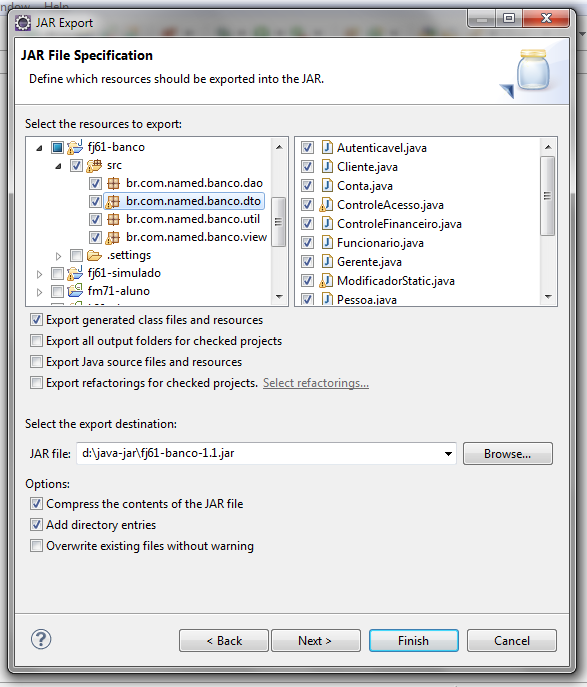 ndow Help
JAR Export
JAR File Specification
Define which resources should be exported into the JAR.
Select the resources to export:
fj61-banco
src
br.com.named.banco.dao
br.com.named.banco.dto
br.com.named.banco.util
br.com.named.banco.view
.settings
fj61-simulado
fm71-aluno
Autenticavel.java
Cliente.java
Conta.java
ControleAcesso.java
ControleFinanceiro.java
Funcionario.java
Gerente.java
ModificadorStatic.java
Pessoa.java
Export generated class files and resources
Export all output folders for checked projects
Export Java source files and resources
Export refactorings for checked projects. Select refactorings...
Select the export destination:
JAR file: d:\java-jar\fj61-banco-1.1.jar Browse...
Options:
Compress the contents of the JAR file
Add directory entries
Overwrite existing files without warning
? < Back Next > Finish Cancel